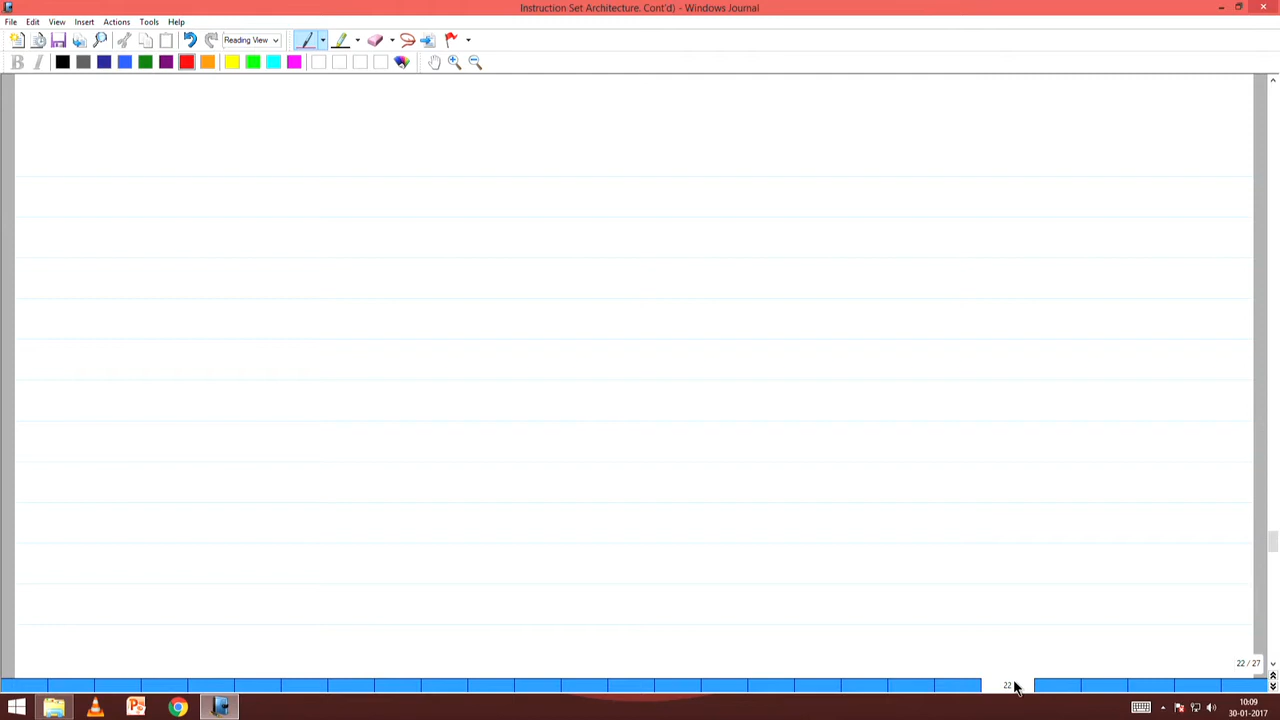 Instruction Set Architecture. Cont'd) - Windows Journal
File Edit View Insert Actions Tools Help
Reading View
B I
22 / 27
22
10:09
30-01-2017